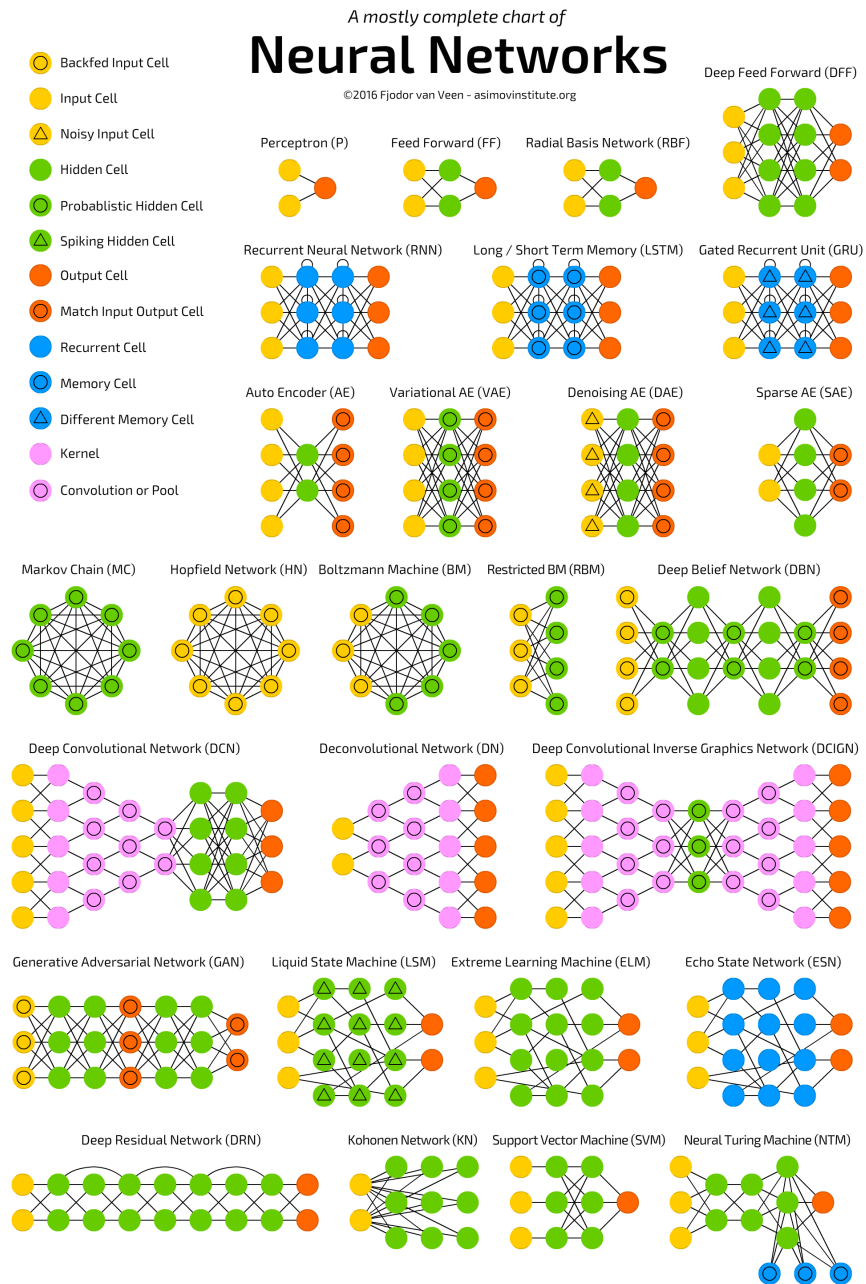 A mostly complete chart of
Neural Networks
©2016 Fjodor van Veen - asimovinstitute.org
Backfed Input Cell
Input Cell
Noisy Input Cell
Hidden Cell
Probablistic Hidden Cell
Spiking Hidden Cell
Output Cell
Match Input Output Cell
Recurrent Cell
Memory Cell
Different Memory Cell
Kernel
Convolution or Pool
Deep Feed Forward (DFF)
Perceptron (P)
Feed Forward (FF)
Radial Basis Network (RBF)
Recurrent Neural Network (RNN)
Long / Short Term Memory (LSTM)
Gated Recurrent Unit (GRU)
Auto Encoder (AE)
Variational AE (VAE)
Denoising AE (DAE)
Sparse AE (SAE)
Markov Chain (MC)
Hopfield Network (HN)
Boltzmann Machine (BM)
Restricted BM (RBM)
Deep Belief Network (DBN)
Deep Convolutional Network (DCN)
Deconvolutional Network (DN)
Deep Convolutional Inverse Graphics Network (DCIGN)
Generative Adversarial Network (GAN)
Liquid State Machine (LSM)
Extreme Learning Machine (ELM)
Echo State Network (ESN)
Deep Residual Network (DRN)
Kohonen Network (KN)
Support Vector Machine (SVM)
Neural Turing Machine (NTM)